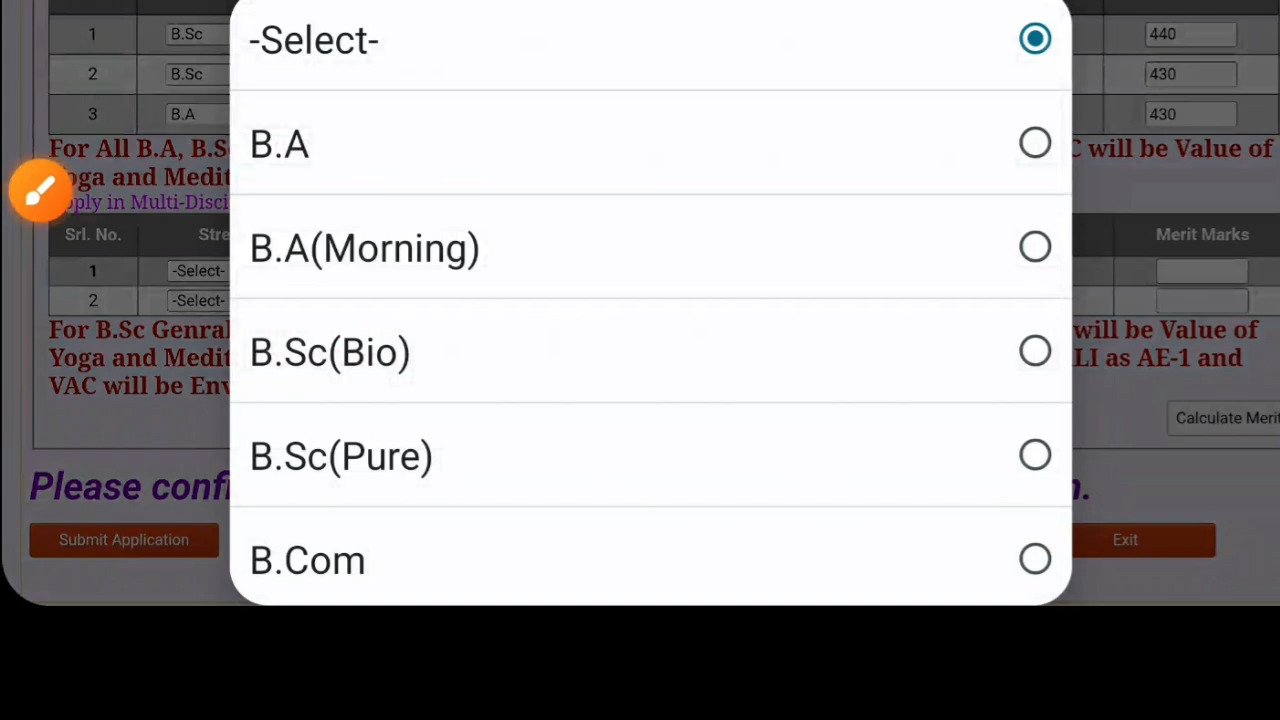 -Select-
1 B.Sc 440
2 B.Sc 430
3 B.A 430
B.A
For All B.A, B.S C will be Value of
Yoga and Medit
pply in Multi-Disci
Srl. No. Stre Merit Marks
B.A(Morning)
1 -Select-
2 -Select-
For B.Sc Genral will be Value of
Yoga and Medit LI as AE-1 and
VAC will be Env
B.Sc(Bio)
Calculate Merit
B.Sc(Pure)
Please confi n.
Submit Application Exit
B.Com